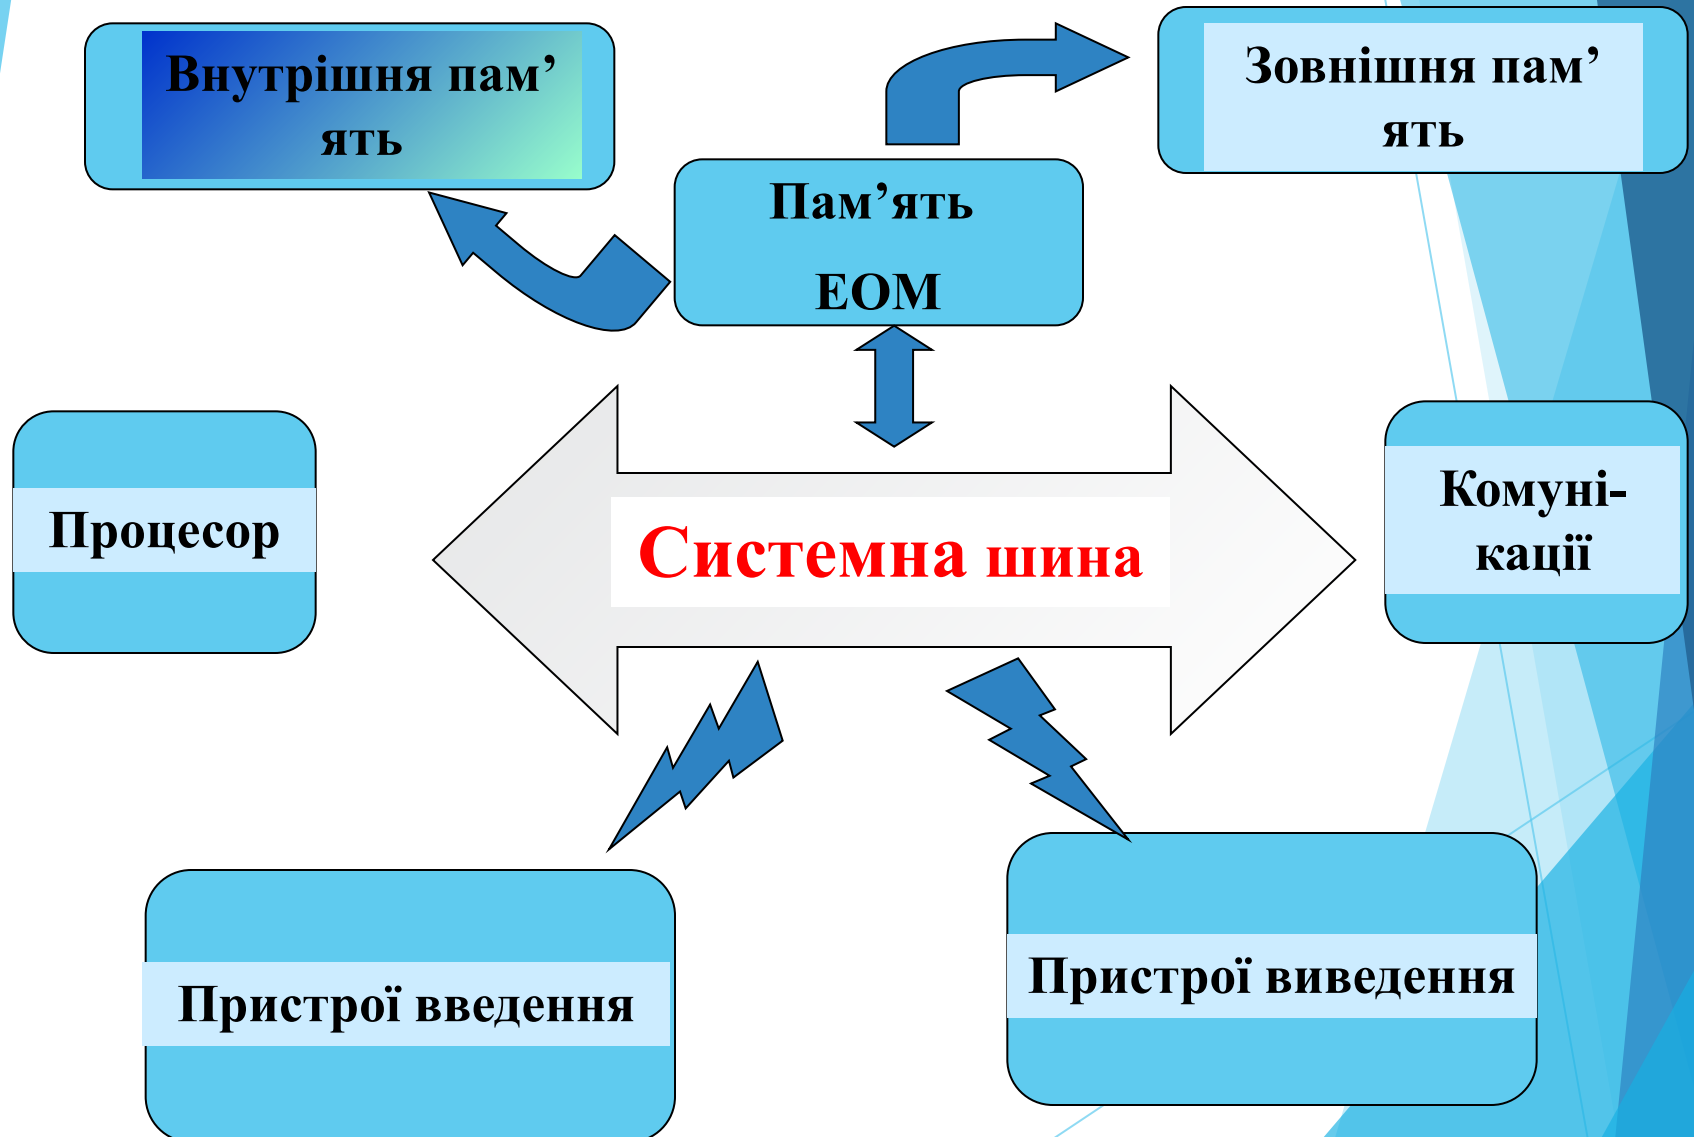 Внутрішня пам’
ять
Зовнішня пам’
ять
Пам’ять
ЕОМ
Процесор
Системна шина
Комуні-
кації
Пристрої введення
Пристрої виведення